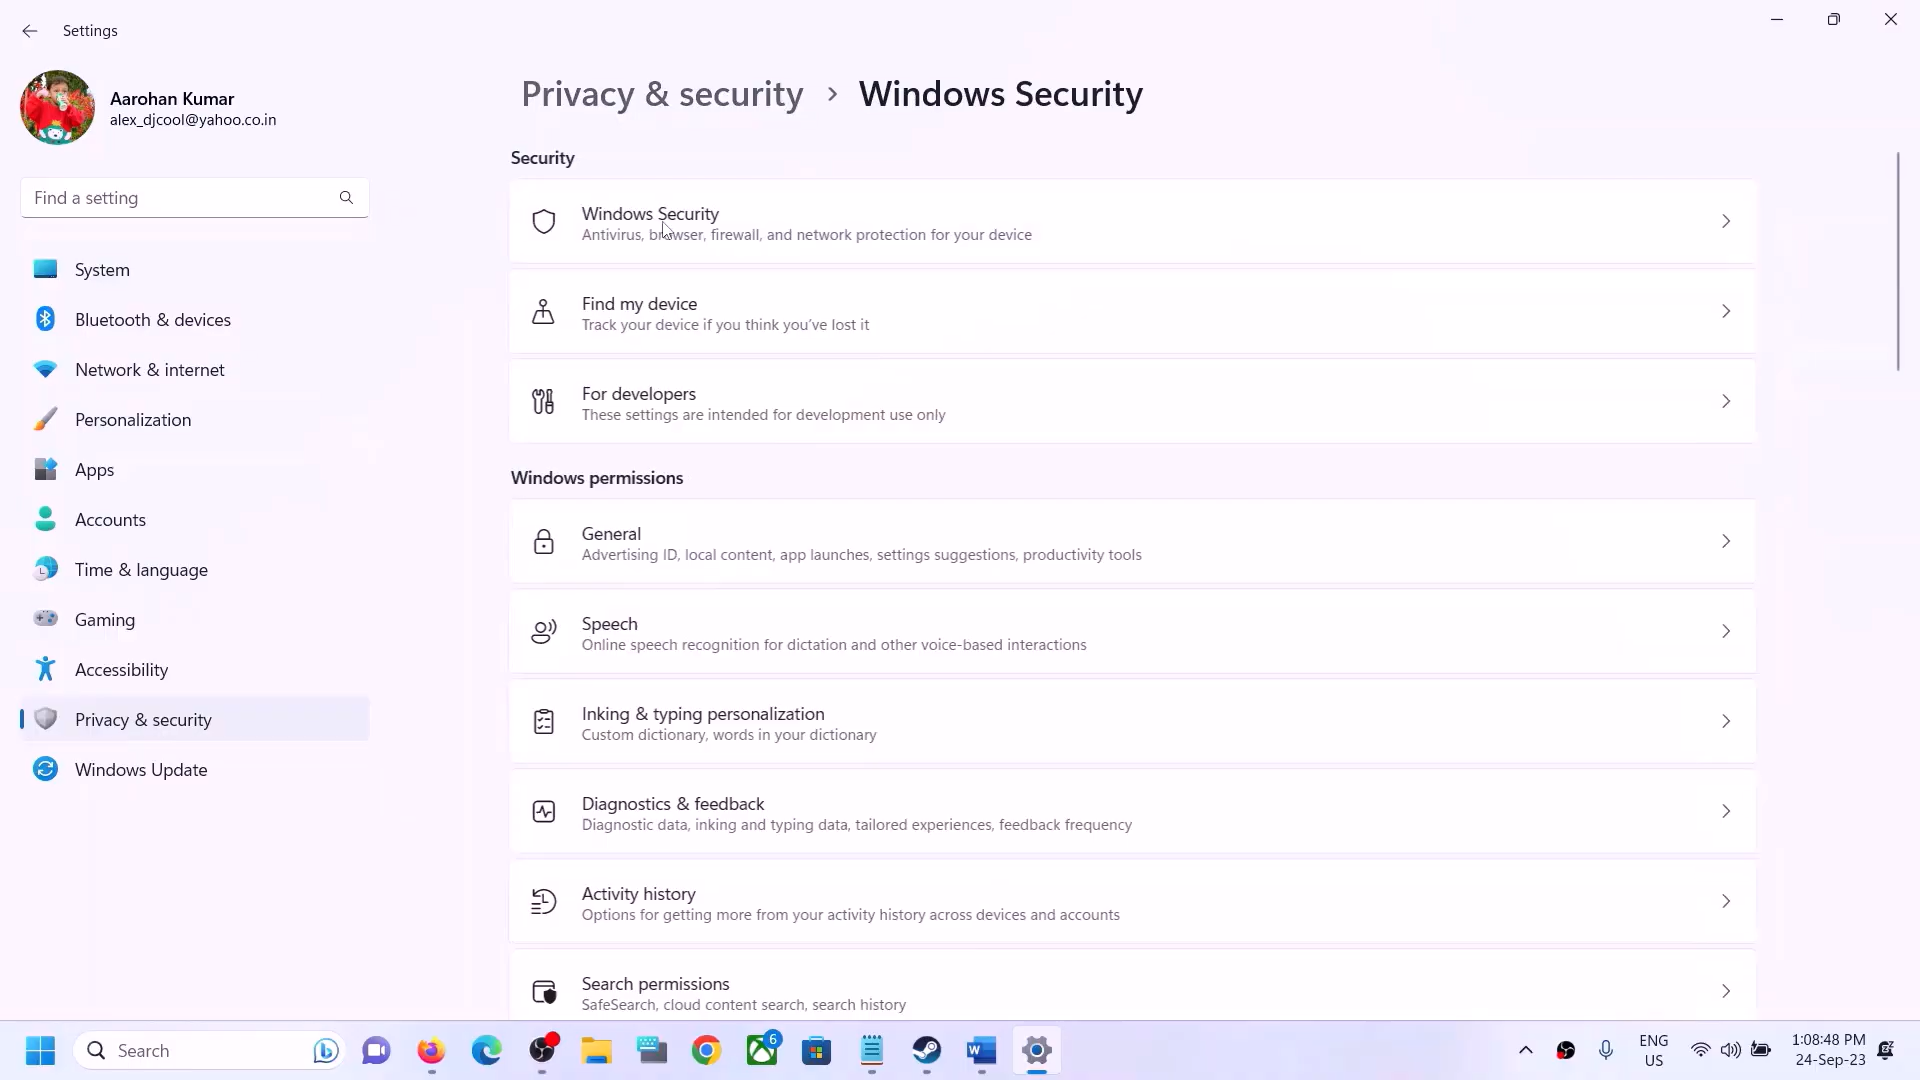 Settings
Aarohan Kumar
alex_djcool@yahoo.co.in
Find a setting
System
Bluetooth & devices
Network & internet
Personalization
Apps
Accounts
Time & language
Gaming
Accessibility
Privacy & security
Windows Update
Privacy & security > Windows Security
Security
Windows Security
Antivirus, browser, firewall, and network protection for your device
Find my device
Track your device if you think you've lost it
For developers
These settings are intended for development use only
Windows permissions
General
Advertising ID, local content, app launches, settings suggestions, productivity tools
Speech
Online speech recognition for dictation and other voice-based interactions
Inking & typing personalization
Custom dictionary, words in your dictionary
Diagnostics & feedback
Diagnostic data, inking and typing data, tailored experiences, feedback frequency
Activity history
Options for getting more from your activity history across devices and accounts
Search permissions
SafeSearch, cloud content search, search history
Search
6
W
ENG
US
1:08:48 PM
24-Sep-23